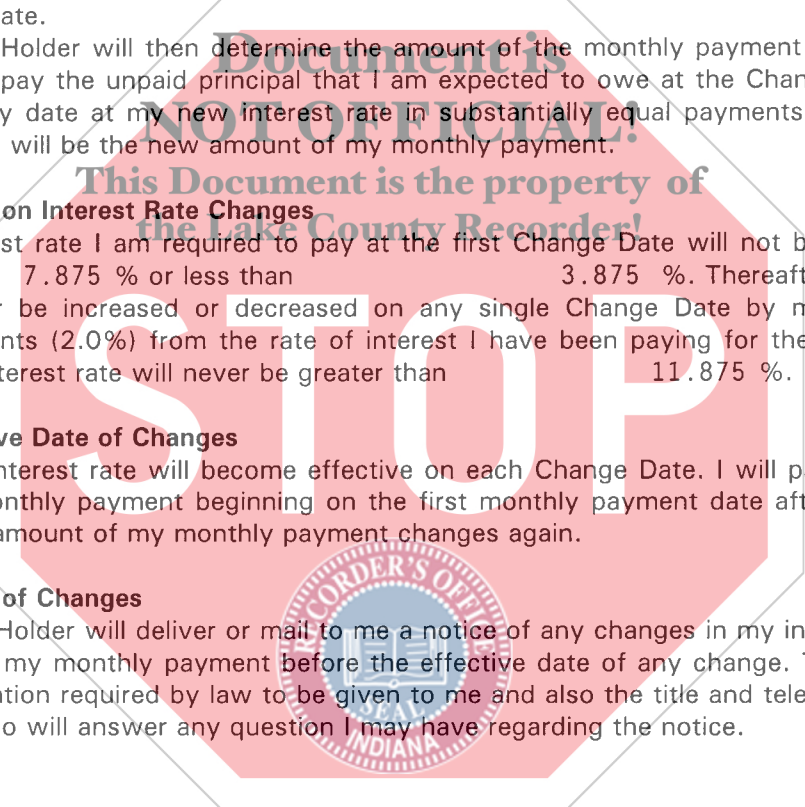 ate.
Holder will then determine the amount of the monthly payment
pay the unpaid principal that I am expected to owe at the Chan
y date at my new interest rate in substantially equal payments
will be the new amount of my monthly payment.
Document is
NOT OFFICIAL!
This Document is the property of
the Lake County Recorder!
on Interest Rate Changes
st rate I am required to pay at the first Change Date will not b
7.875 % or less than 3.875 %. Thereaft
r be increased or decreased on any single Change Date by m
nts (2.0%) from the rate of interest I have been paying for the
terest rate will never be greater than 11.875 %.
STOP
ve Date of Changes
nterest rate will become effective on each Change Date. I will p
onthly payment beginning on the first monthly payment date aft
amount of my monthly payment changes again.
of Changes
Holder will deliver or mail to me a notice of any changes in my in
my monthly payment before the effective date of any change. T
ation required by law to be given to me and also the title and tele
o will answer any question I may have regarding the notice.
RECORDER'S OFFICE
SEAL
INDIANA